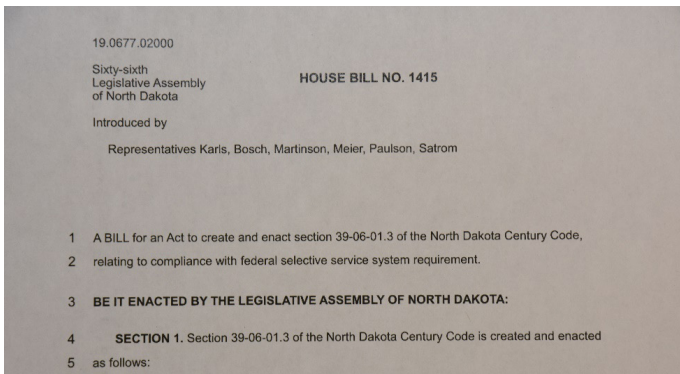 19.0677.02000
Sixty-sixth
Legislative Assembly
of North Dakota
HOUSE BILL NO. 1415
Introduced by
Representatives Karls, Bosch, Martinson, Meier, Paulson, Satrom
1 A BILL for an Act to create and enact section 39-06-01.3 of the North Dakota Century Code,
2 relating to compliance with federal selective service system requirement.
3 BE IT ENACTED BY THE LEGISLATIVE ASSEMBLY OF NORTH DAKOTA:
4 SECTION 1. Section 39-06-01.3 of the North Dakota Century Code is created and enacted
5 as follows: